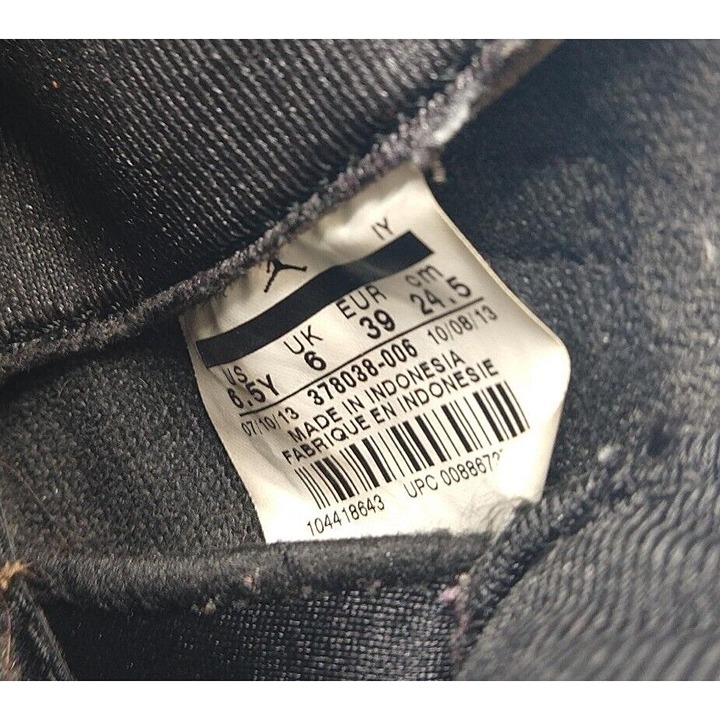 IY
US UK EUR cm
6.5Y 6 39 24.5
07/10/13 378038-006 10/08/13
MADE IN INDONESIA
FABRIQUE EN INDONESIE
104418643 UPC